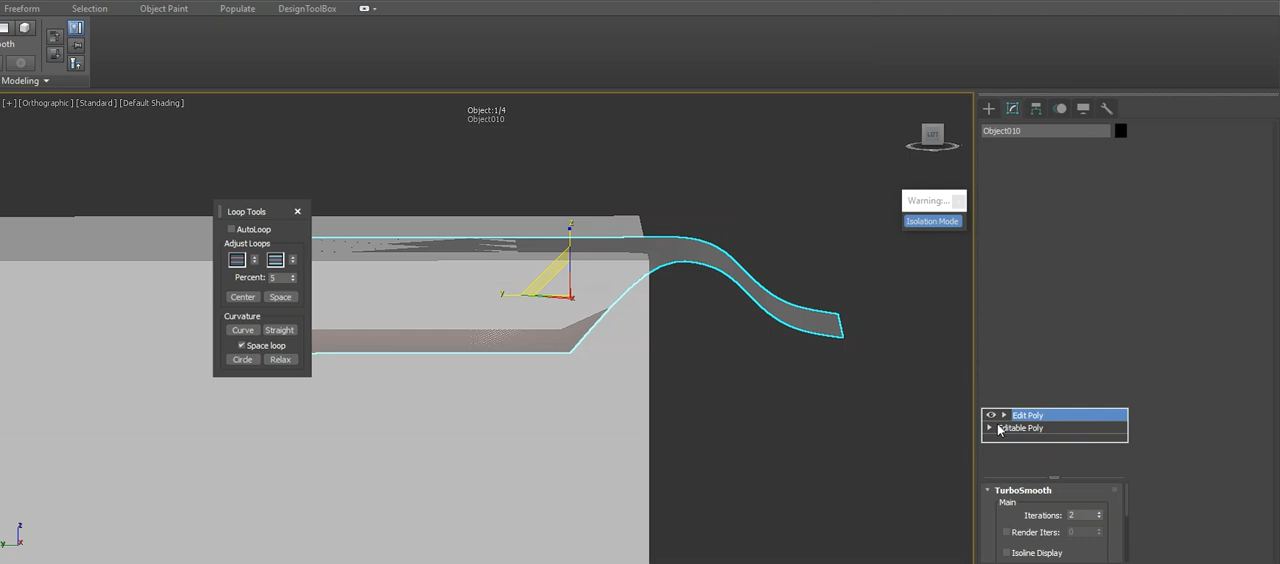 Freeform Selection Object Paint Populate DesignToolBox
ooth
Modeling
[+] [Orthographic] [Standard] [Default Shading]
Object:1/4
Object010
LOT
Object010
Warning:...
Isolation Mode
Loop Tools
AutoLoop
Adjust Loops
Percent: 5
Center Space
Curvature
Curve Straight
Space loop
Circle Relax
z
y
x
Edit Poly
Editable Poly
TurboSmooth
Main
Iterations: 2
Render Iters: 0
Isoline Display
z
y
x